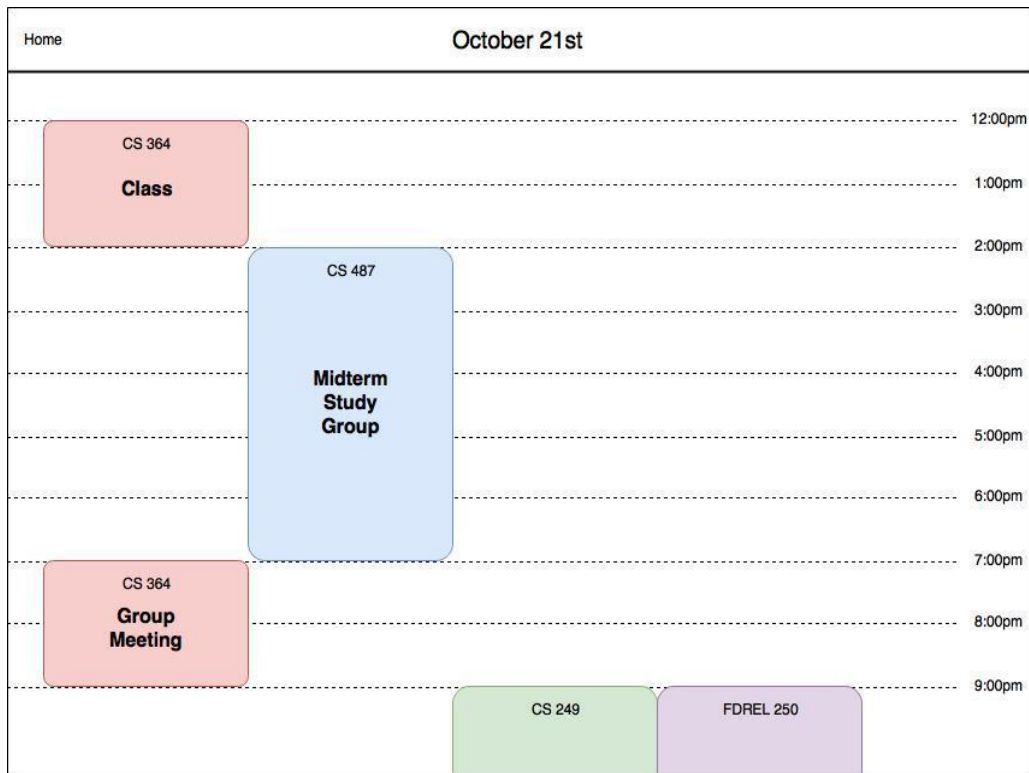 Home
October 21st
12:00pm
CS 364
Class
1:00pm
2:00pm
CS 487
3:00pm
Midterm
Study
Group
4:00pm
5:00pm
6:00pm
7:00pm
CS 364
Group
Meeting
8:00pm
9:00pm
CS 249
FDREL 250